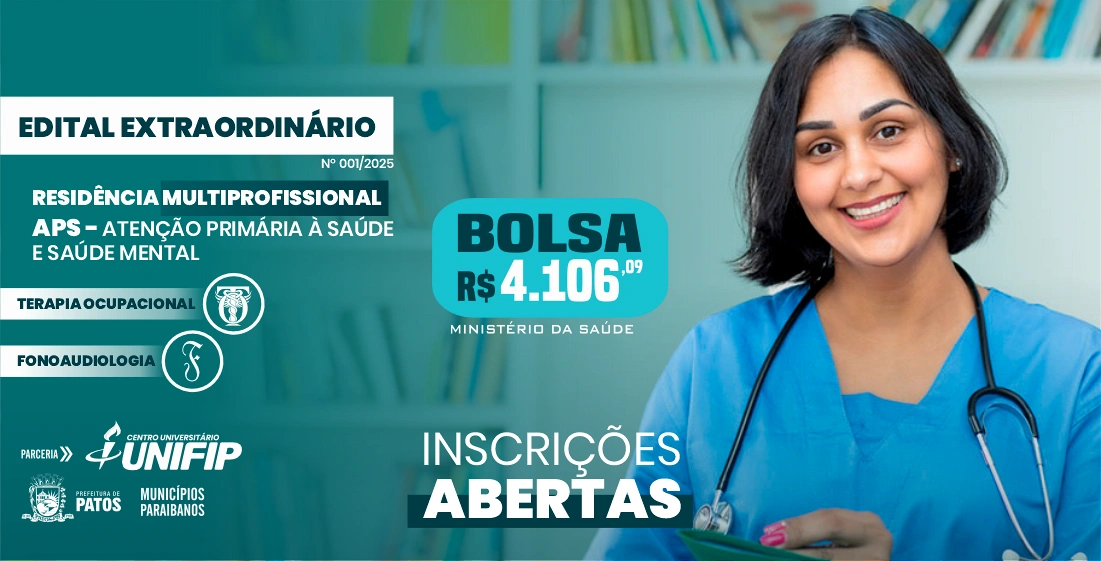 EDITAL EXTRAORDINÁRIO
Nº 001/2025
RESIDÊNCIA MULTIPROFISSIONAL
APS – ATENÇÃO PRIMÁRIA À SAÚDE
E SAÚDE MENTAL
TERAPIA OCUPACIONAL
FONOAUDIOLOGIA
BOLSA
R$ 4.106,09
MINISTÉRIO DA SAÚDE
INSCRIÇÕES
ABERTAS
PARCERIA
CENTRO UNIVERSITÁRIO
UNIFIP
PREFEITURA DE
PATOS
MUNICÍPIOS
PARAIBANOS